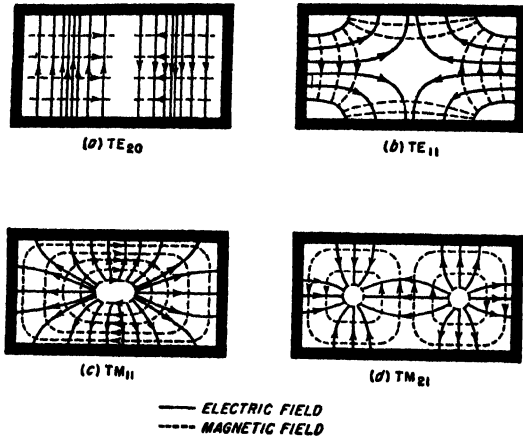 (a) TE₂₀
(b) TE₁₁
(c) TM₁₁
(d) TM₂₁
ELECTRIC FIELD
MAGNETIC FIELD